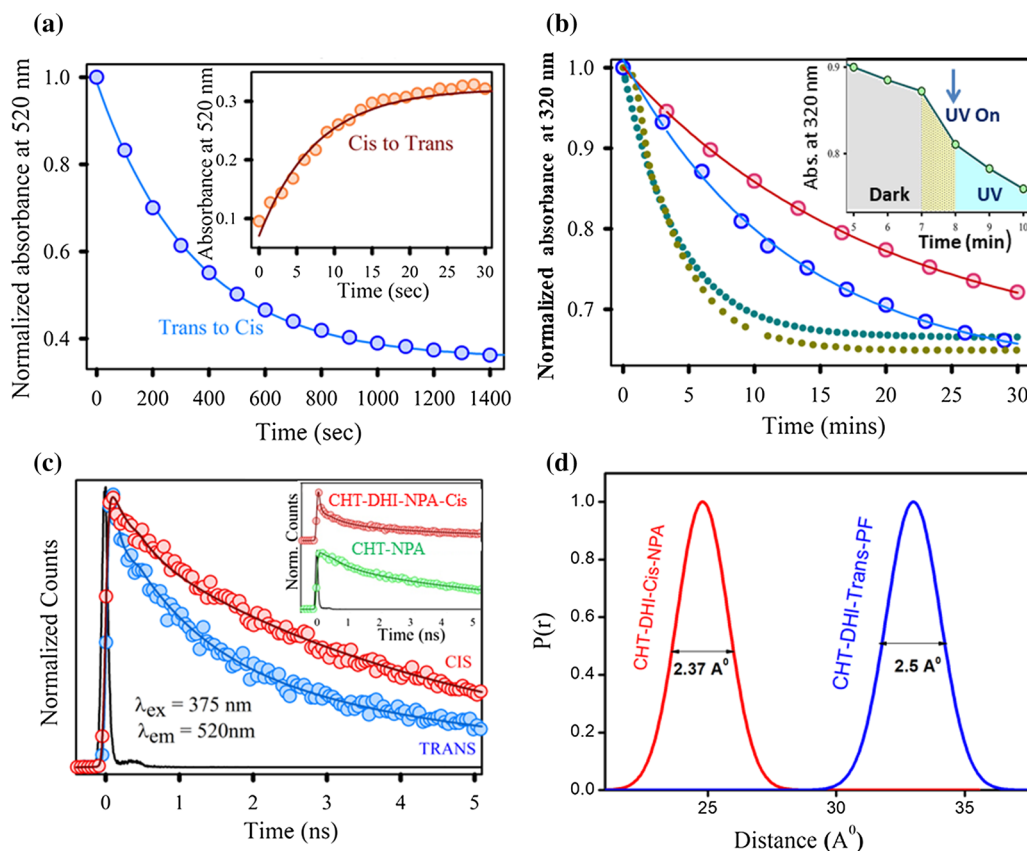 (a)
Normalized absorbance at 520 nm
1.0
0.8
0.6
0.4
0 200 400 600 800 1000 1200 1400
Time (sec)
Trans to Cis
Absorbance at 520 nm
0.3
0.2
0.1
0 5 10 15 20 25 30
Time (sec)
Cis to Trans
(b)
Normalized absorbance at 320 nm
1.0
0.9
0.8
0.7
0 5 10 15 20 25 30
Time (mins)
Abs. at 320 nm
0.9
0.8
UV On
Dark
UV
5 6 7 8 9 10
Time (min)
(c)
Normalized Counts
CIS
TRANS
λex = 375 nm
λem = 520nm
0 1 2 3 4 5
Time (ns)
Norm. Counts
CHT-DHI-NPA-Cis
CHT-NPA
0 1 2 3 4 5
Time (ns)
(d)
P(r)
1.0
0.8
0.6
0.4
0.2
0.0
CHT-DHI-Cis-NPA
2.37 A⁰
CHT-DHI-Trans-PF
2.5 A⁰
25 30 35
Distance (A⁰)